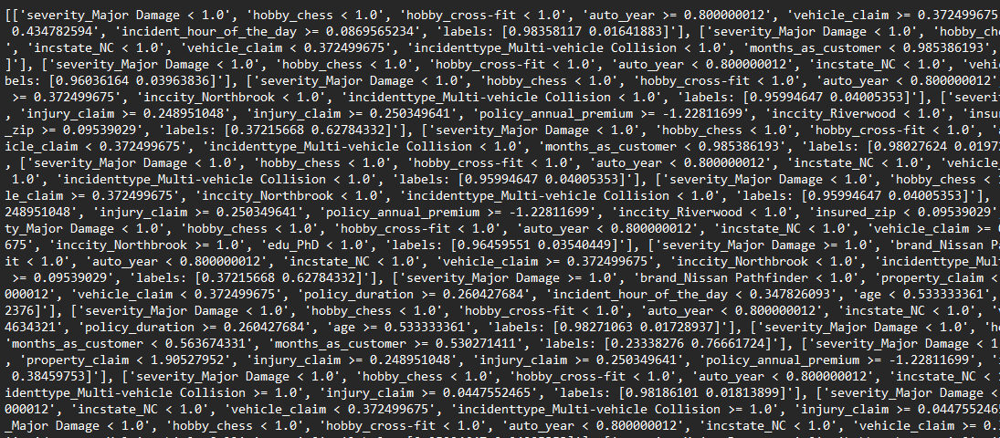 [['severity_Major Damage < 1.0', 'hobby_chess < 1.0', 'hobby_cross-fit < 1.0', 'auto_year >= 0.800000012', 'vehicle_claim >= 0.372499675
0.434782594', 'incident_hour_of_the_day >= 0.0869565234', 'labels: [0.98358117 0.01641883]'], ['severity_Major Damage < 1.0', 'hobby_che
', 'incstate_NC < 1.0', 'vehicle_claim < 0.372499675', 'incidenttype_Multi-vehicle Collision < 1.0', 'months_as_customer < 0.985386193',
]'], ['severity_Major Damage < 1.0', 'hobby_chess < 1.0', 'hobby_cross-fit < 1.0', 'auto_year < 0.800000012', 'incstate_NC < 1.0', 'vehic
bels: [0.96036164 0.03963836]'], ['severity_Major Damage < 1.0', 'hobby_chess < 1.0', 'hobby_cross-fit < 1.0', 'auto_year < 0.800000012'
>= 0.372499675', 'inccity_Northbrook < 1.0', 'incidenttype_Multi-vehicle Collision < 1.0', 'labels: [0.95994647 0.04005353]'], ['severi
, 'injury_claim >= 0.248951048', 'injury_claim >= 0.250349641', 'policy_annual_premium >= -1.22811699', 'inccity_Riverwood < 1.0', 'insur
_zip >= 0.09539029', 'labels: [0.37215668 0.62784332]'], ['severity_Major Damage < 1.0', 'hobby_chess < 1.0', 'hobby_cross-fit < 1.0', 'a
icle_claim < 0.372499675', 'incidenttype_Multi-vehicle Collision < 1.0', 'months_as_customer < 0.985386193', 'labels: [0.98027624 0.01972
, ['severity_Major Damage < 1.0', 'hobby_chess < 1.0', 'hobby_cross-fit < 1.0', 'auto_year < 0.800000012', 'incstate_NC < 1.0', 'vehicle_
1.0', 'incidenttype_Multi-vehicle Collision < 1.0', 'labels: [0.95994647 0.04005353]'], ['severity_Major Damage < 1.0', 'hobby_chess < 1
le_claim >= 0.372499675', 'inccity_Northbrook < 1.0', 'incidenttype_Multi-vehicle Collision < 1.0', 'labels: [0.95994647 0.04005353]'],
248951048', 'injury_claim >= 0.250349641', 'policy_annual_premium >= -1.22811699', 'inccity_Riverwood < 1.0', 'insured_zip < 0.09539029'
ty_Major Damage < 1.0', 'hobby_chess < 1.0', 'hobby_cross-fit < 1.0', 'auto_year < 0.800000012', 'incstate_NC < 1.0', 'vehicle_claim >= 0
675', 'inccity_Northbrook >= 1.0', 'edu_PhD < 1.0', 'labels: [0.96459551 0.03540449]'], ['severity_Major Damage >= 1.0', 'brand_Nissan Pa
it < 1.0', 'auto_year < 0.800000012', 'incstate_NC < 1.0', 'vehicle_claim >= 0.372499675', 'inccity_Northbrook < 1.0', 'incidenttype_Mult
>= 0.09539029', 'labels: [0.37215668 0.62784332]'], ['severity_Major Damage >= 1.0', 'brand_Nissan Pathfinder < 1.0', 'property_claim <
000012', 'vehicle_claim < 0.372499675', 'policy_duration >= 0.260427684', 'incident_hour_of_the_day < 0.347826093', 'age < 0.533333361',
2376]'], ['severity_Major Damage < 1.0', 'hobby_chess < 1.0', 'hobby_cross-fit < 1.0', 'auto_year < 0.800000012', 'incstate_NC < 1.0', 'v
4634321', 'policy_duration >= 0.260427684', 'age >= 0.533333361', 'labels: [0.98271063 0.01728937]'], ['severity_Major Damage < 1.0', 'ho
'months_as_customer < 0.563674331', 'months_as_customer >= 0.530271411', 'labels: [0.23338276 0.76661724]'], ['severity_Major Damage < 1
, 'property_claim < 1.90527952', 'injury_claim >= 0.248951048', 'injury_claim >= 0.250349641', 'policy_annual_premium >= -1.22811699', '
0.38459753]'], ['severity_Major Damage < 1.0', 'hobby_chess < 1.0', 'hobby_cross-fit < 1.0', 'auto_year < 0.800000012', 'incstate_NC < 1
identtype_Multi-vehicle Collision >= 1.0', 'injury_claim >= 0.0447552465', 'labels: [0.98186101 0.01813899]'], ['severity_Major Damage <
000012', 'incstate_NC < 1.0', 'vehicle_claim < 0.372499675', 'incidenttype_Multi-vehicle Collision >= 1.0', 'injury_claim >= 0.0447552465
_Major Damage < 1.0', 'hobby_chess < 1.0', 'hobby_cross-fit < 1.0', 'auto_year < 0.800000012', 'incstate_NC < 1.0', 'vehicle_claim >= 0.3